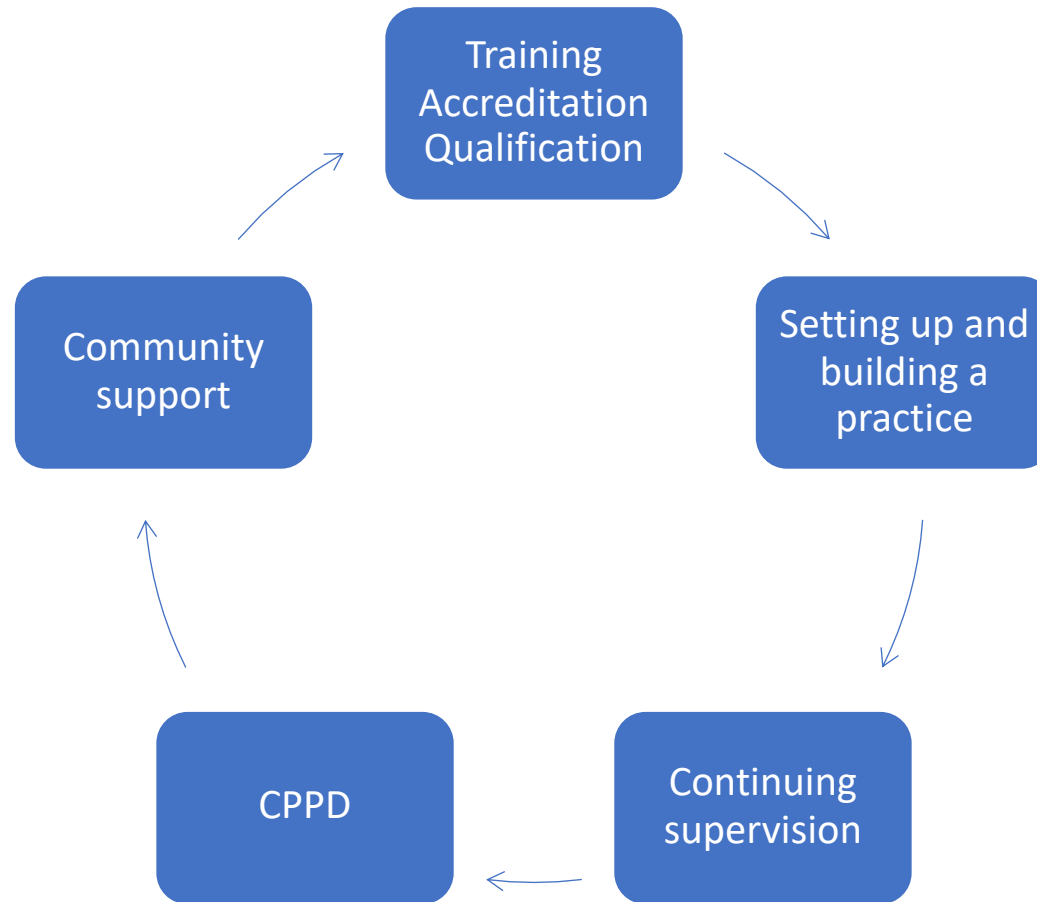 Training
Accreditation
Qualification
Setting up and
building a
practice
Continuing
supervision
CPPD
Community
support